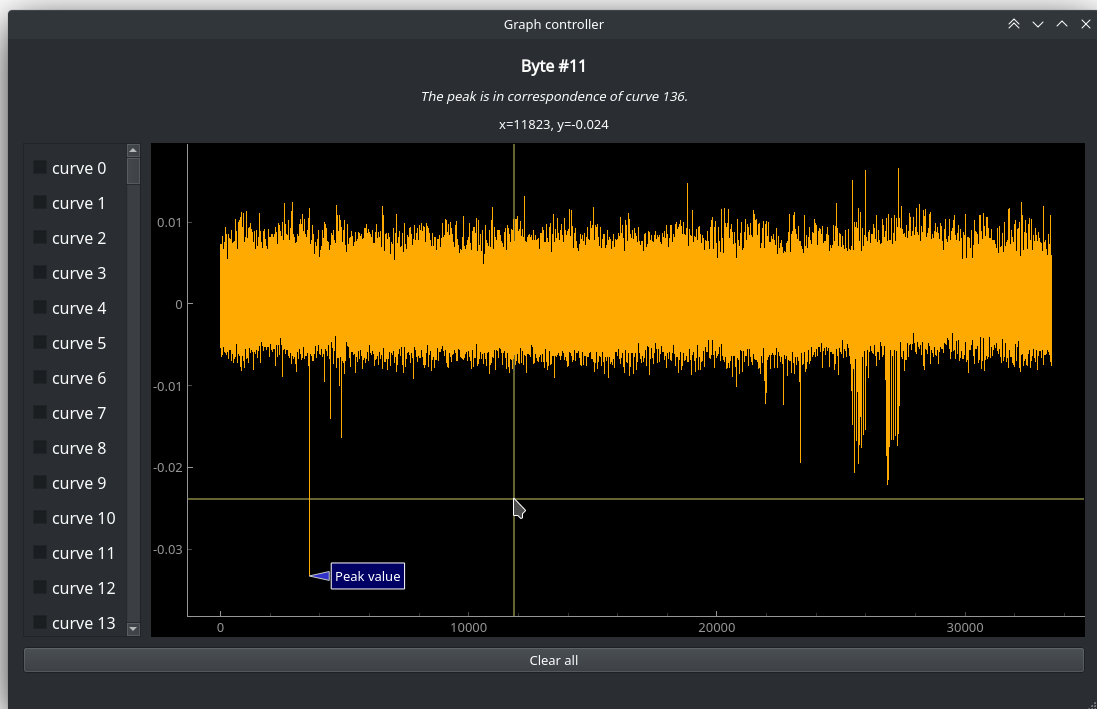 Graph controller
Byte #11
The peak is in correspondence of curve 136.
x=11823, y=-0.024
curve 0
curve 1
curve 2
curve 3
curve 4
curve 5
curve 6
curve 7
curve 8
curve 9
curve 10
curve 11
curve 12
curve 13
0.01
0
-0.01
-0.02
-0.03
Peak value
0 10000 20000 30000
Clear all